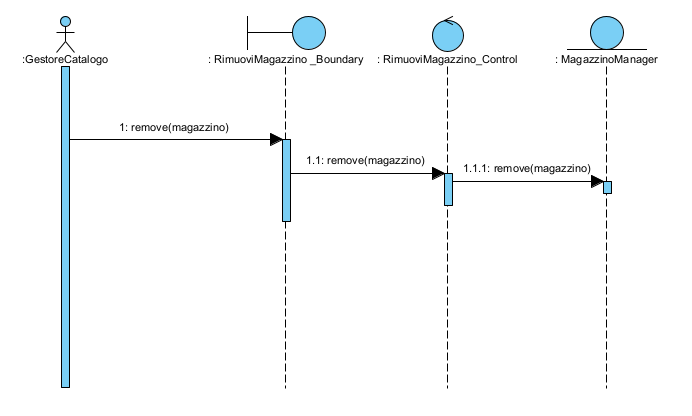 :GestoreCatalogo
: RimuoviMagazzino _Boundary
: RimuoviMagazzino_Control
: MagazzinoManager
1: remove(magazzino)
1.1: remove(magazzino)
1.1.1: remove(magazzino)